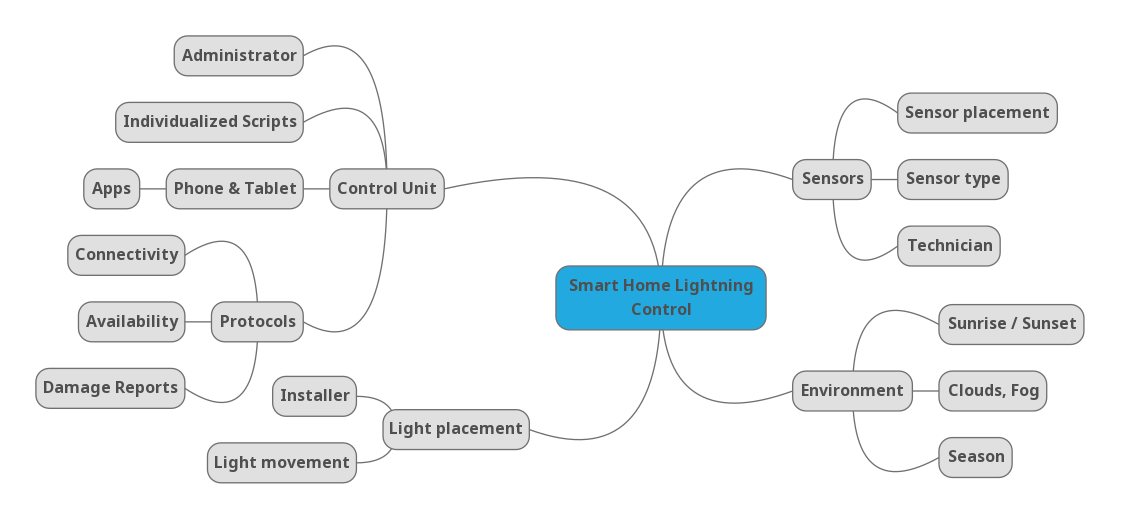 Administrator
Individualized Scripts
Apps
Phone & Tablet
Control Unit
Connectivity
Availability
Protocols
Damage Reports
Installer
Light placement
Light movement
Smart Home Lightning
Control
Sensor placement
Sensors
Sensor type
Technician
Sunrise / Sunset
Environment
Clouds, Fog
Season